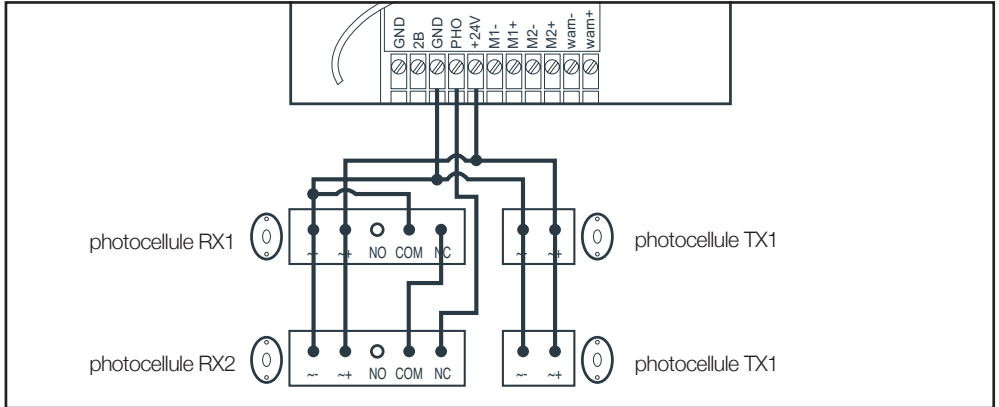 GND
2B
GND
PHO
+24V
M1-
M1+
M2-
M2+
wam-
wam+
photocellule RX1
~- ~+ NO COM NC
~- ~+
photocellule TX1
photocellule RX2
~- ~+ NO COM NC
~- ~+
photocellule TX1